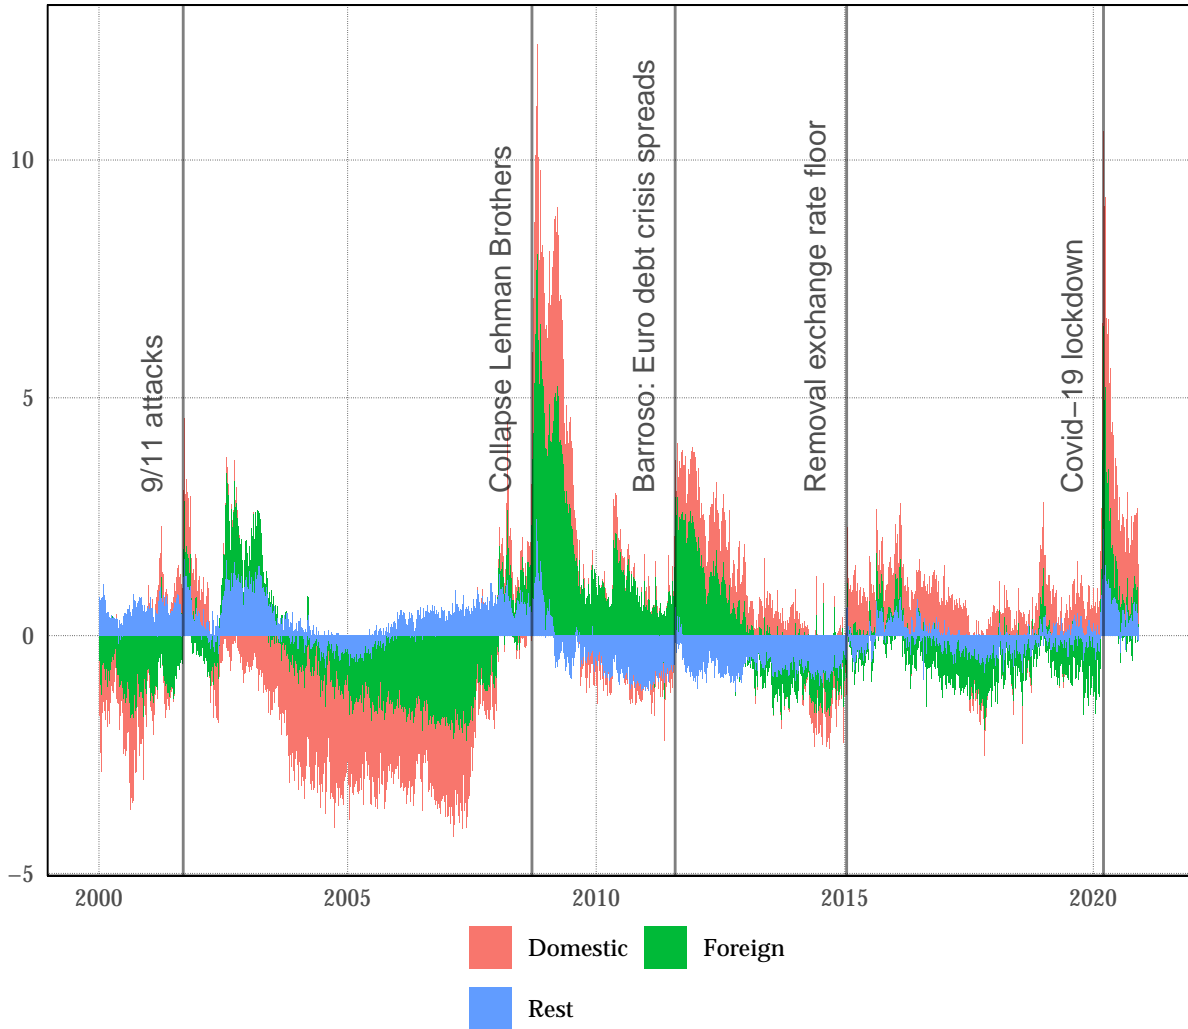 10
5
0
−5
9/11 attacks
Collapse Lehman Brothers
Barroso: Euro debt crisis spreads
Removal exchange rate floor
Covid−19 lockdown
2000
2005
2010
2015
2020
Domestic
Foreign
Rest